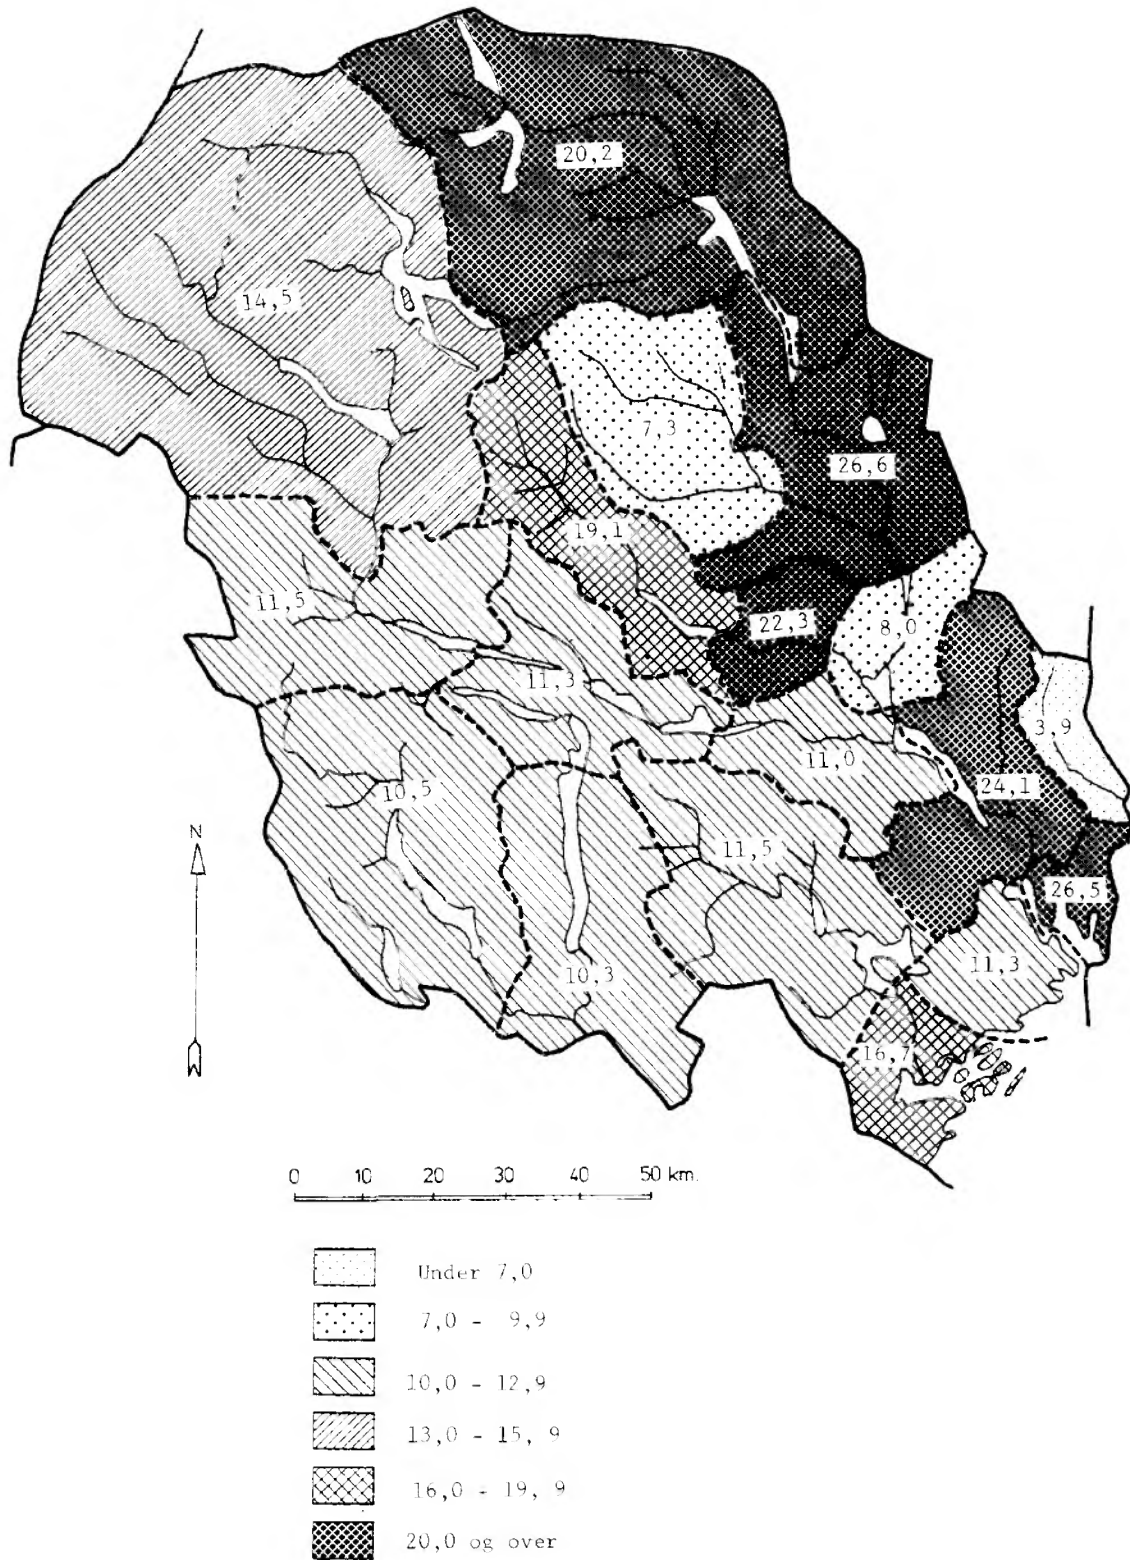 20,2
14,5
7,3
26,6
19,1
11,5
22,3
8,0
11,3
3,9
11,0
24,1
10,5
11,5
26,5
11,3
10,3
16,7
N
0 10 20 30 40 50 km.
Under 7,0
7,0 - 9,9
10,0 - 12,9
13,0 - 15, 9
16,0 - 19, 9
20,0 og over